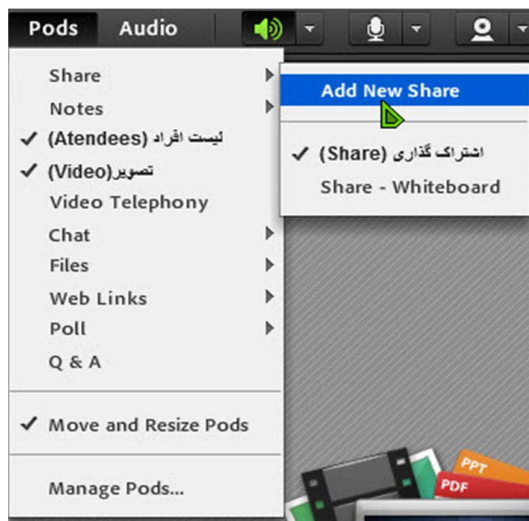 Pods Audio
Share
Notes
لیست افراد (Atendees)
تصویر(Video)
Video Telephony
Chat
Files
Web Links
Poll
Q & A
Move and Resize Pods
Manage Pods...
Add New Share
اشتراک گذاری (Share)
Share - Whiteboard
PPT
PDF